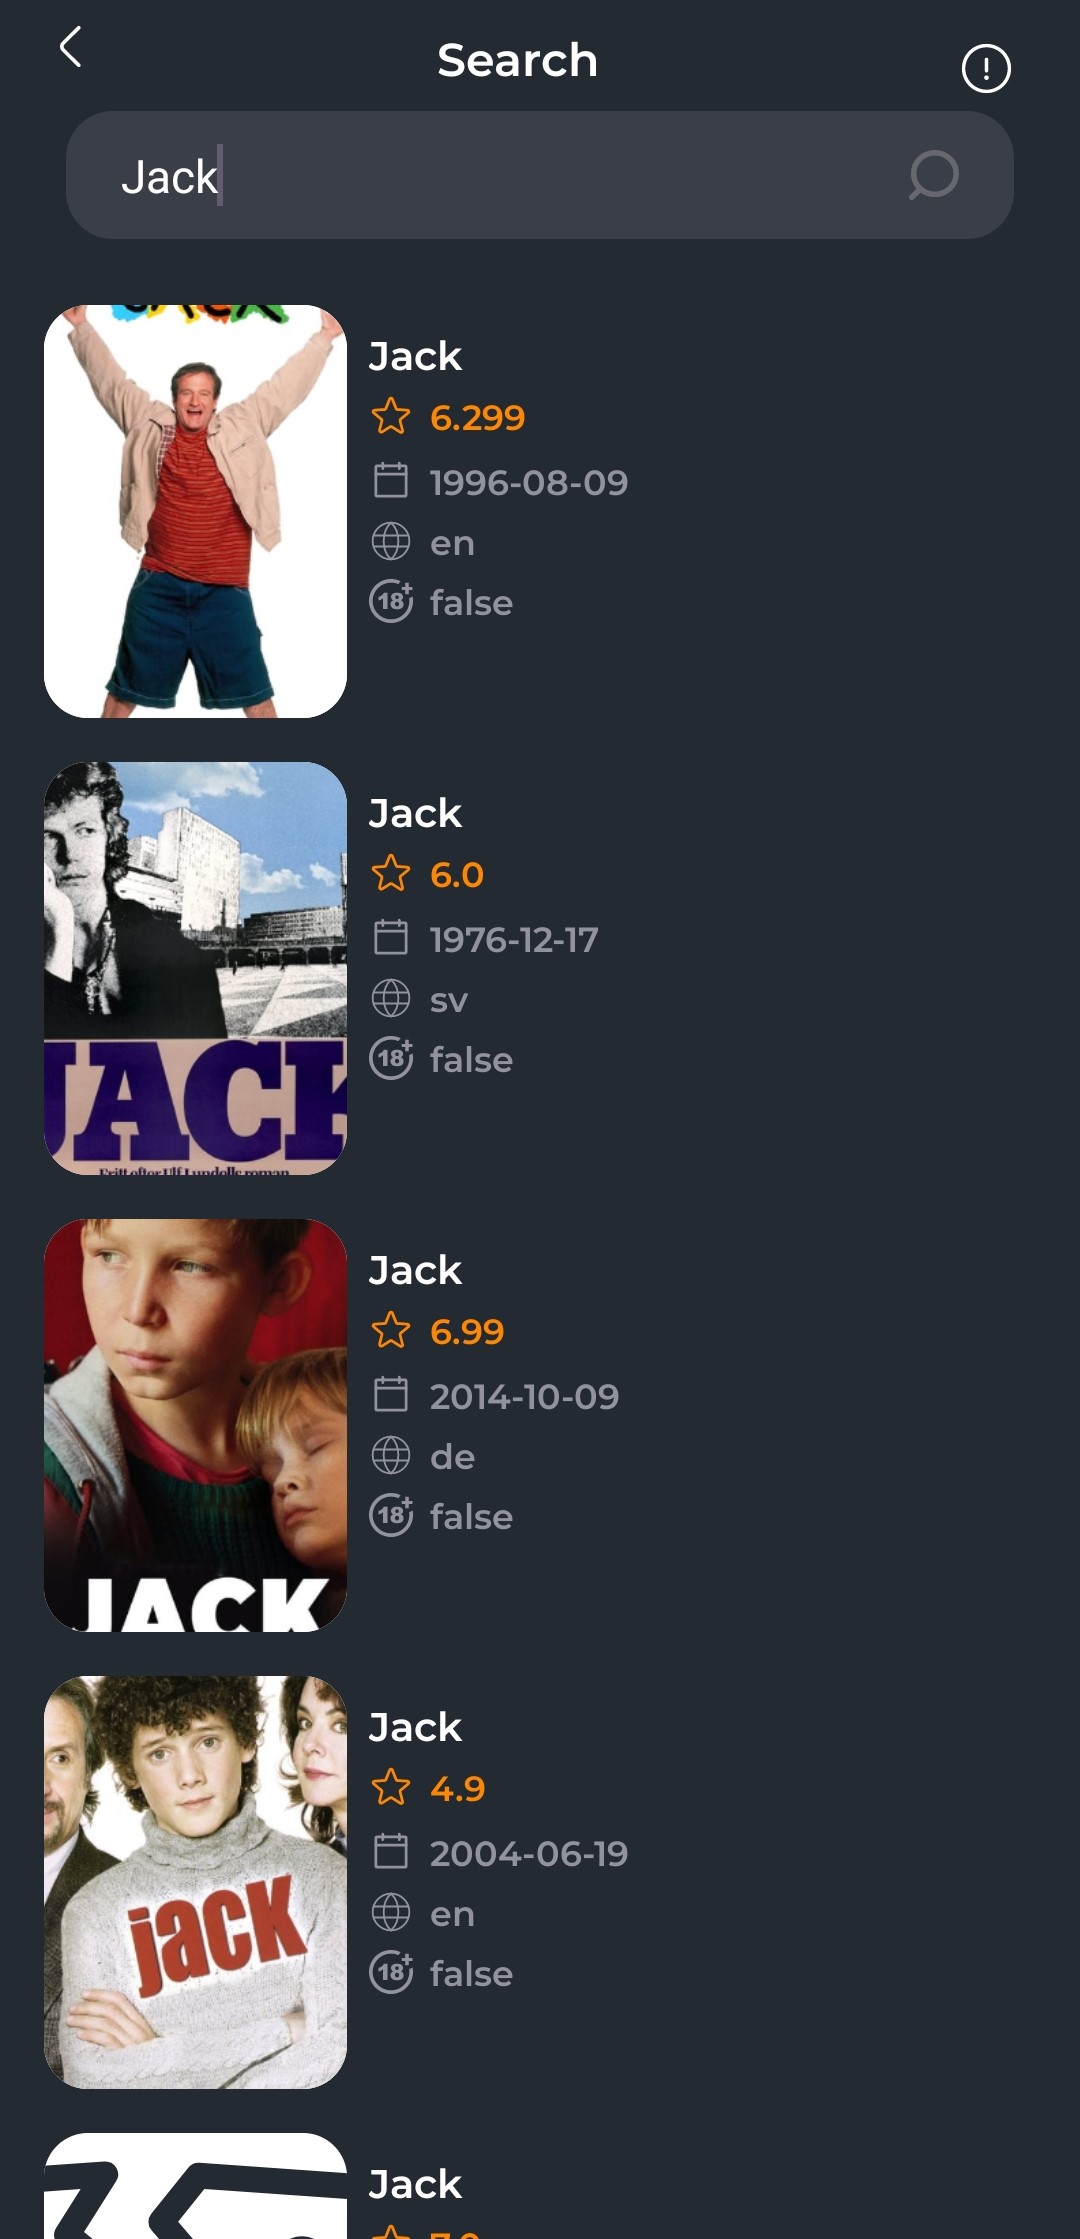 Search
Jack
Jack
6.299
1996-08-09
en
18+ false
JACK
Fritt efter Ulf Lundells roman
Jack
6.0
1976-12-17
sv
18+ false
JACK
Jack
6.99
2014-10-09
de
18+ false
jacK
Jack
4.9
2004-06-19
en
18+ false
Jack